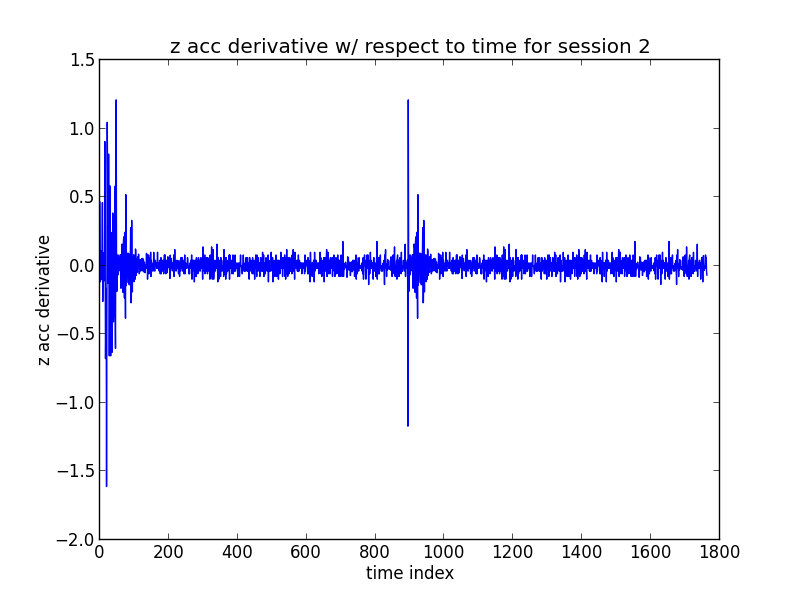 z acc derivative w/ respect to time for session 2
1.5
1.0
0.5
0.0
−0.5
−1.0
−1.5
−2.0
z acc derivative
0 200 400 600 800 1000 1200 1400 1600 1800
time index